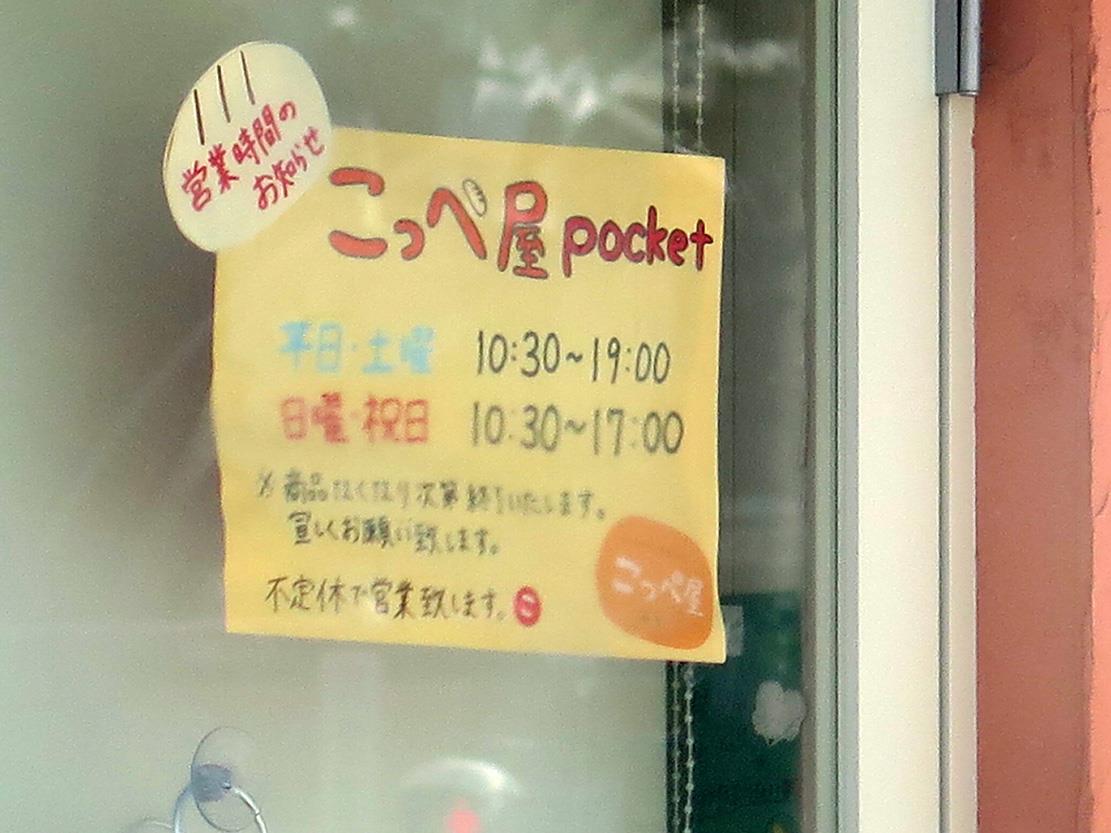 営業時間の
お知らせ
こっぺ屋 pocket
平日・土曜 10:30~19:00
日曜・祝日 10:30~17:00
※商品なくなり次第終了いたします。
宜しくお願い致します。
不定休で営業致します。
こっぺ屋